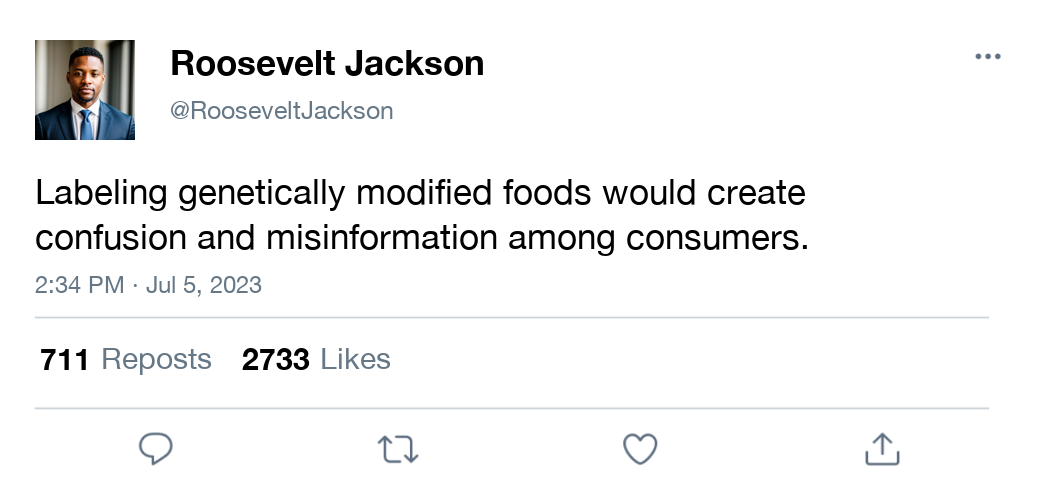 Roosevelt Jackson
@RooseveltJackson
Labeling genetically modified foods would create
confusion and misinformation among consumers.
2:34 PM · Jul 5, 2023
711 Reposts 2733 Likes